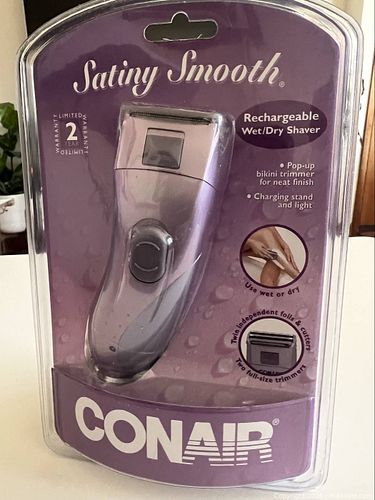 Satiny Smooth®
LIMITED WARRANTY
2
YEAR
LIMITED WARRANTY
Rechargeable
Wet/Dry Shaver
• Pop-up
bikini trimmer
for neat finish
• Charging stand
and light
Use wet or dry
Two independent foils & cutters
Two full-size trimmers
CONAIR®